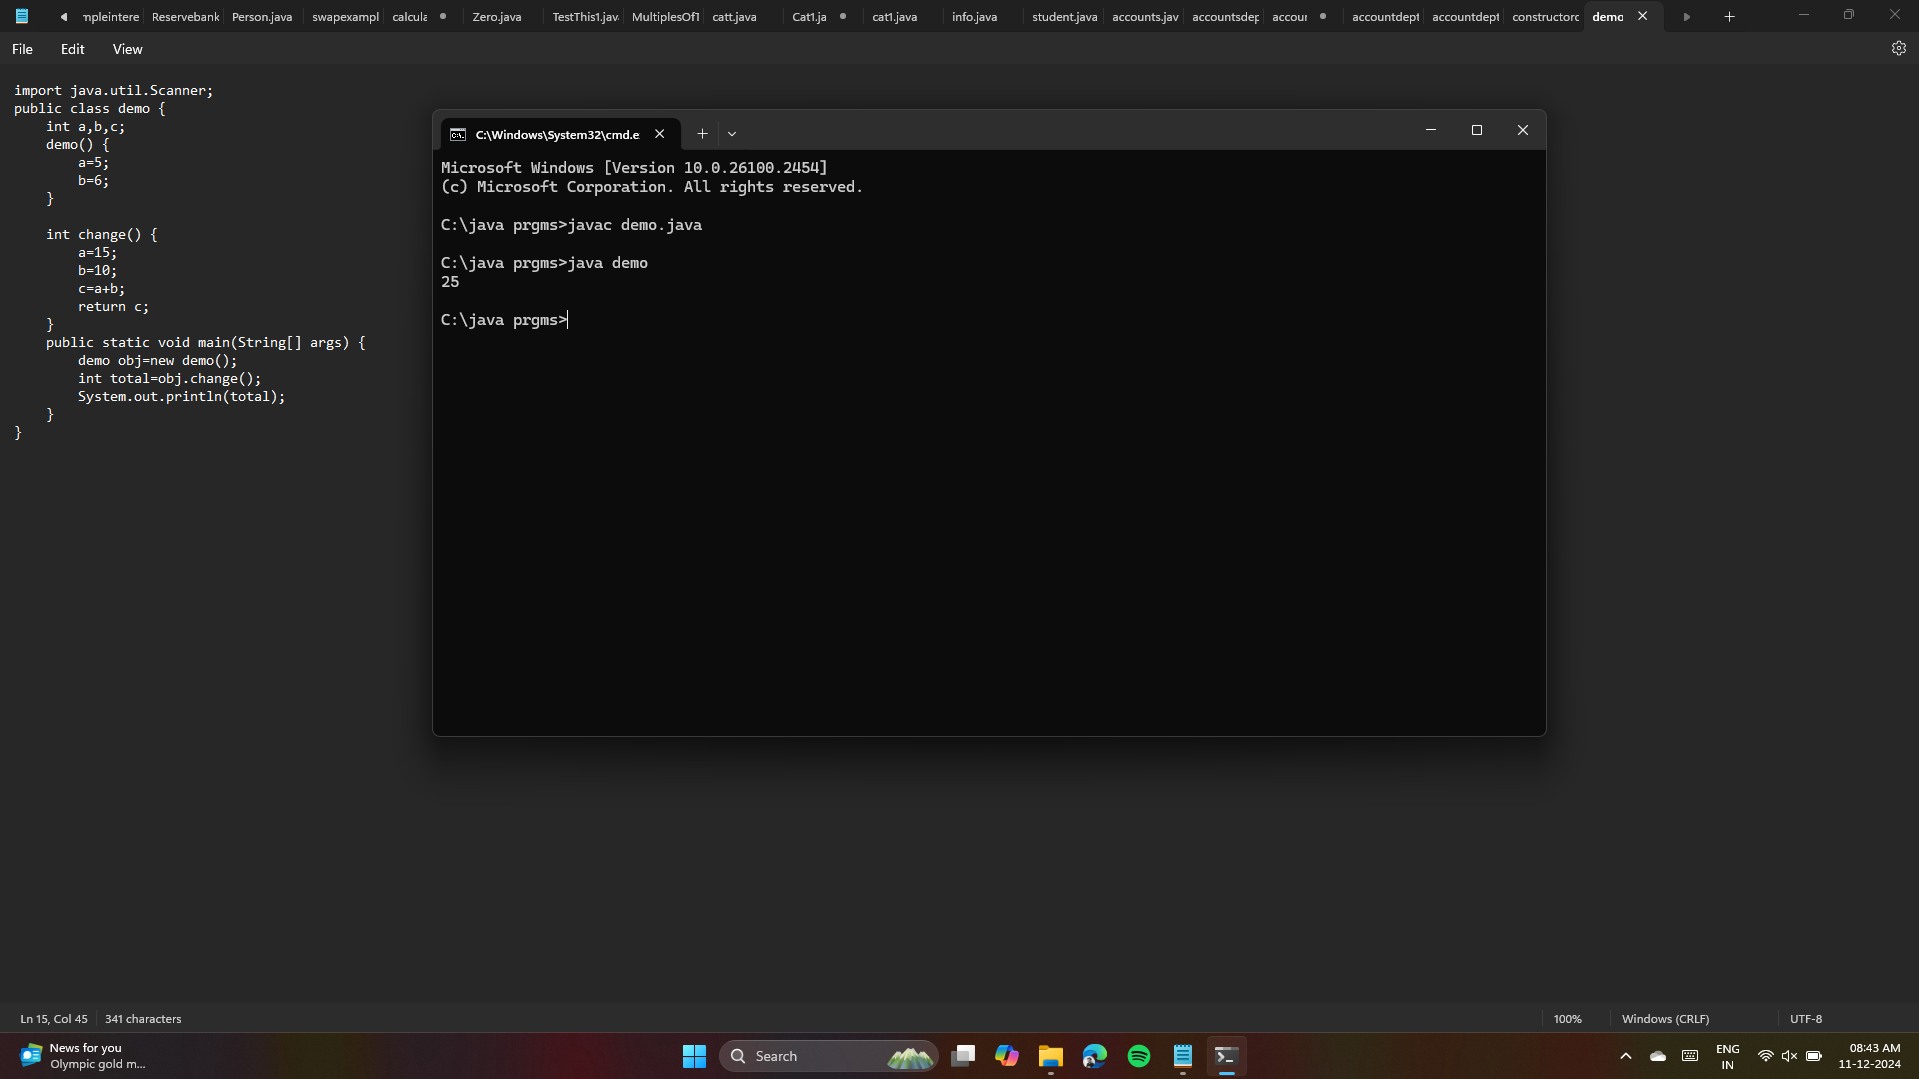 mpleintere Reservebank Person.java swapexampl calcula Zero.java TestThis1.java MultiplesOf1 catt.java Cat1.ja cat1.java info.java student.java accounts.jav accountsdep accour accountdept accountdept constructorc demo
File Edit View
import java.util.Scanner;
public class demo {
    int a,b,c;
    demo() {
        a=5;
        b=6;
    }
    int change() {
        a=15;
        b=10;
        c=a+b;
        return c;
    }
    public static void main(String[] args) {
        demo obj=new demo();
        int total=obj.change();
        System.out.println(total);
    }
}
C:\Windows\System32\cmd.e
Microsoft Windows [Version 10.0.26100.2454]
(c) Microsoft Corporation. All rights reserved.
C:\java prgms>javac demo.java
C:\java prgms>java demo
25
C:\java prgms>
Ln 15, Col 45 341 characters 100% Windows (CRLF) UTF-8
News for you
Olympic gold m...
Search
ENG
IN
08:43 AM
11-12-2024